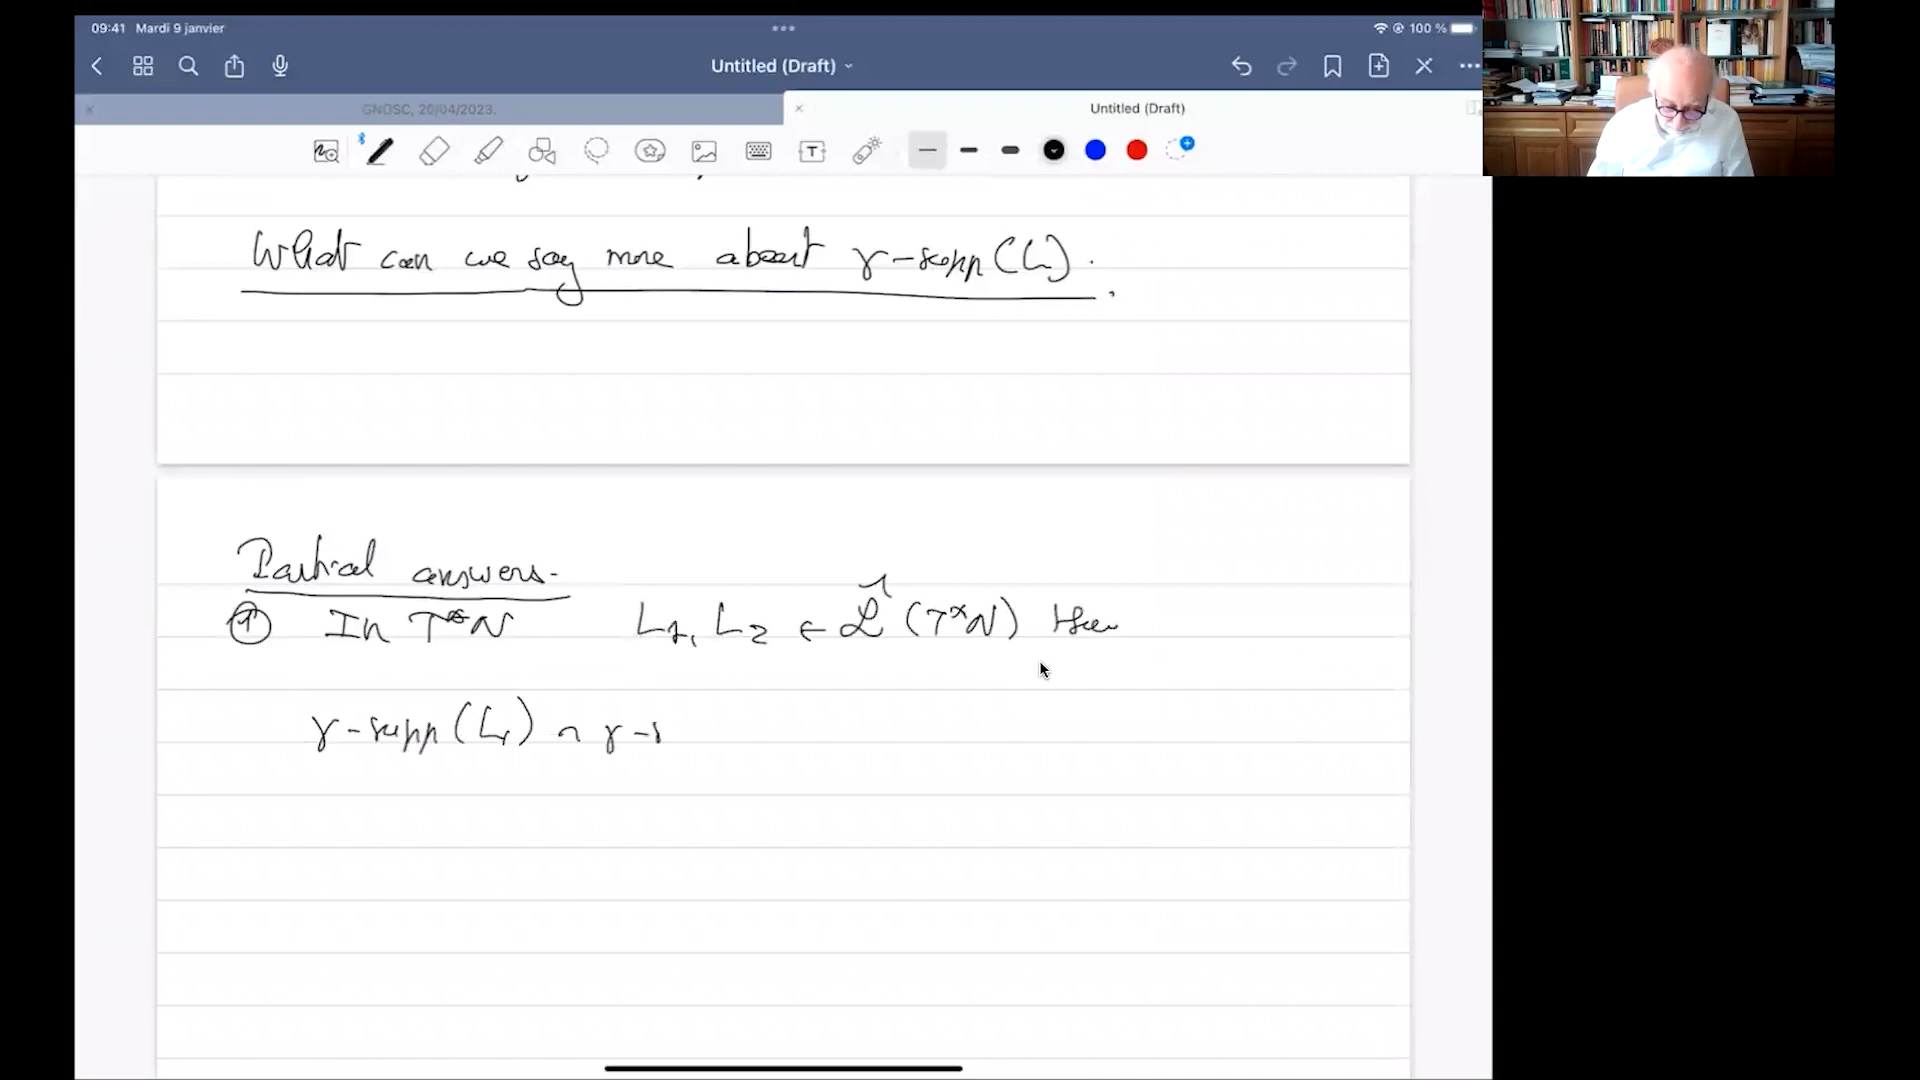 09:41 Mardi 9 janvier
100 %
Untitled (Draft)
GNOSC, 20/04/2023.
Untitled (Draft)
T
What can we say more about γ-supp(L).
Partial answers.
① In T*N L₁, L₂ ∈ ℒ̂ (T*N) then
γ-supp(L₁) ∩ γ-s